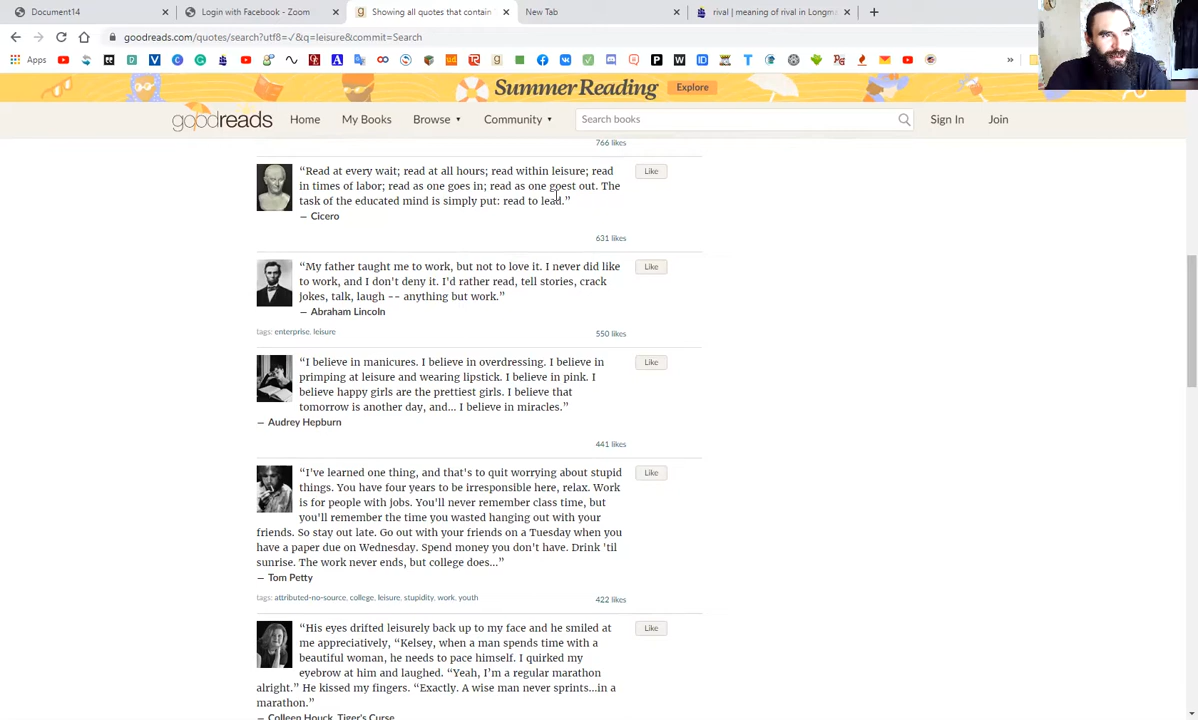 Document14
Login with Facebook - Zoom
Showing all quotes that contain
New Tab
rival | meaning of rival in Longm
goodreads.com/quotes/search?utf8=✓&q=leisure&commit=Search
Apps
Summer Reading Explore
goodreads Home My Books Browse Community Search books Sign In Join
766 likes
“Read at every wait; read at all hours; read within leisure; read
in times of labor; read as one goes in; read as one goest out. The
task of the educated mind is simply put: read to lead.”
― Cicero
Like
631 likes
“My father taught me to work, but not to love it. I never did like
to work, and I don't deny it. I'd rather read, tell stories, crack
jokes, talk, laugh -- anything but work.”
― Abraham Lincoln
Like
tags: enterprise, leisure
550 likes
“I believe in manicures. I believe in overdressing. I believe in
primping at leisure and wearing lipstick. I believe in pink. I
believe happy girls are the prettiest girls. I believe that
tomorrow is another day, and... I believe in miracles.”
― Audrey Hepburn
Like
441 likes
“I've learned one thing, and that's to quit worrying about stupid
things. You have four years to be irresponsible here, relax. Work
is for people with jobs. You'll never remember class time, but
you'll remember the time you wasted hanging out with your
friends. So stay out late. Go out with your friends on a Tuesday when you
have a paper due on Wednesday. Spend money you don't have. Drink 'til
sunrise. The work never ends, but college does...”
― Tom Petty
Like
tags: attributed-no-source, college, leisure, stupidity, work, youth
422 likes
“His eyes drifted leisurely back up to my face and he smiled at
me appreciatively, “Kelsey, when a man spends time with a
beautiful woman, he needs to pace himself. I quirked my
eyebrow at him and laughed. “Yeah, I’m a regular marathon
alright.” He kissed my fingers. “Exactly. A wise man never sprints...in a
marathon.”
― Colleen Houck, Tiger's Curse
Like